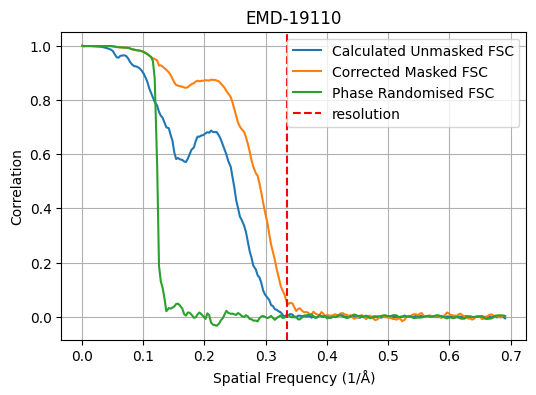 EMD-19110
Calculated Unmasked FSC
Corrected Masked FSC
Phase Randomised FSC
resolution
Correlation
1.0
0.8
0.6
0.4
0.2
0.0
0.0 0.1 0.2 0.3 0.4 0.5 0.6 0.7
Spatial Frequency (1/Å)